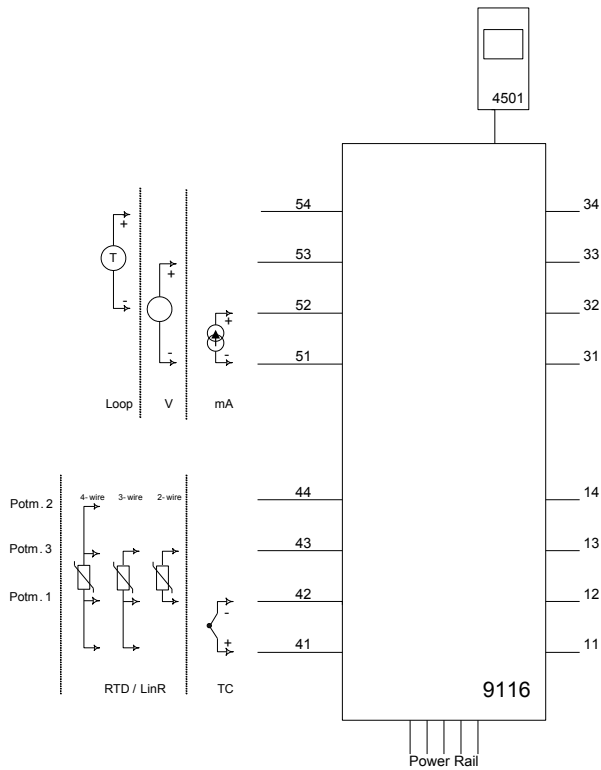 4501
54 34
+
T 53 33
+
- 52 32
+
- - 51 31
Loop V mA
Potm. 2 4-wire 3-wire 2-wire 44 14
Potm. 3 43 13
Potm. 1 42 12
-
+ 41 11
RTD / LinR TC
9116
Power Rail